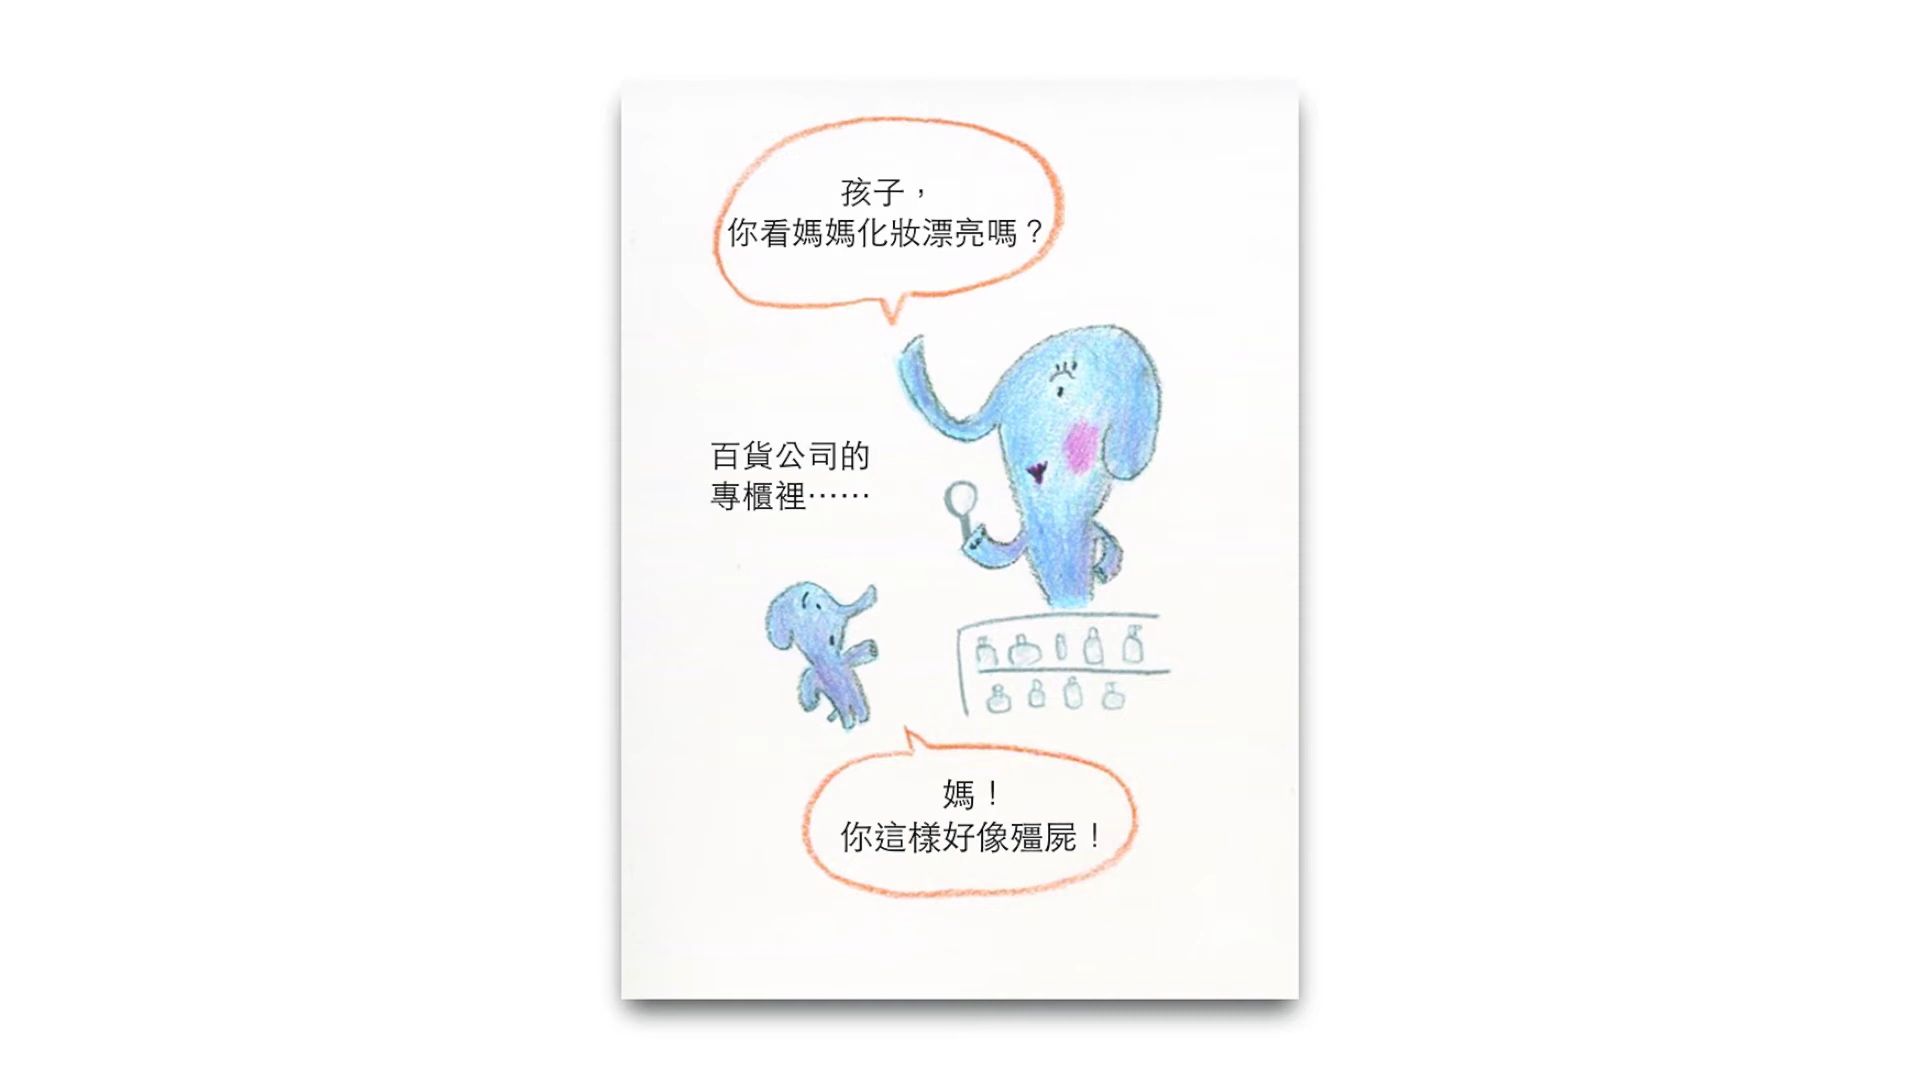 孩子，
你看媽媽化妝漂亮嗎？
百貨公司的
專櫃裡⋯⋯
媽！
你這樣好像殭屍！